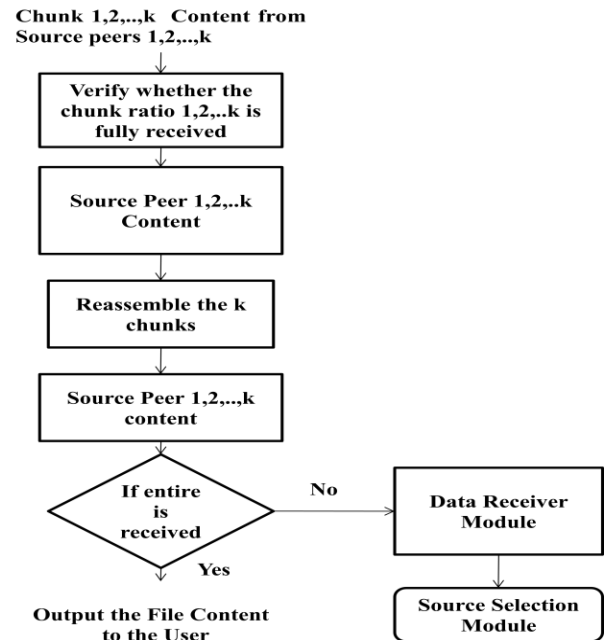 Chunk 1,2,..,k Content from
Source peers 1,2,..,k
Verify whether the
chunk ratio 1,2,..k is
fully received
Source Peer 1,2,..k
Content
Reassemble the k
chunks
Source Peer 1,2,..,k
content
If entire
is
received
No
Data Receiver
Module
Yes
Source Selection
Module
Output the File Content
to the User